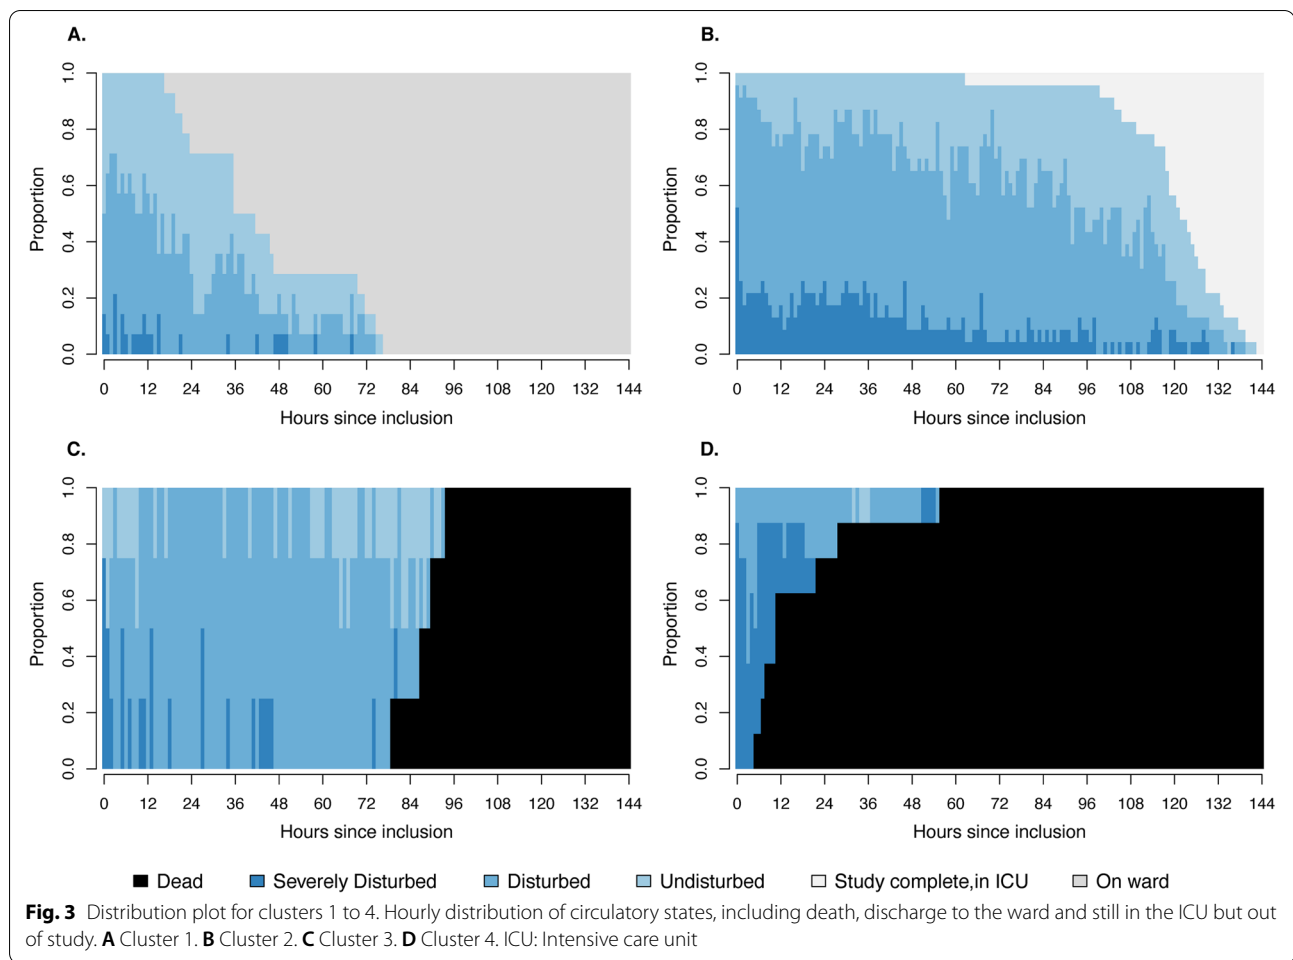 A.
1.0
0.8
0.6
0.4
0.2
0.0
Proportion
0 12 24 36 48 60 72 84 96 108 120 132 144
Hours since inclusion
B.
1.0
0.8
0.6
0.4
0.2
0.0
Proportion
0 12 24 36 48 60 72 84 96 108 120 132 144
Hours since inclusion
C.
1.0
0.8
0.6
0.4
0.2
0.0
Proportion
0 12 24 36 48 60 72 84 96 108 120 132 144
Hours since inclusion
D.
1.0
0.8
0.6
0.4
0.2
0.0
Proportion
0 12 24 36 48 60 72 84 96 108 120 132 144
Hours since inclusion
Dead Severely Disturbed Disturbed Undisturbed Study complete,in ICU On ward
Fig. 3 Distribution plot for clusters 1 to 4. Hourly distribution of circulatory states, including death, discharge to the ward and still in the ICU but out
of study. A Cluster 1. B Cluster 2. C Cluster 3. D Cluster 4. ICU: Intensive care unit